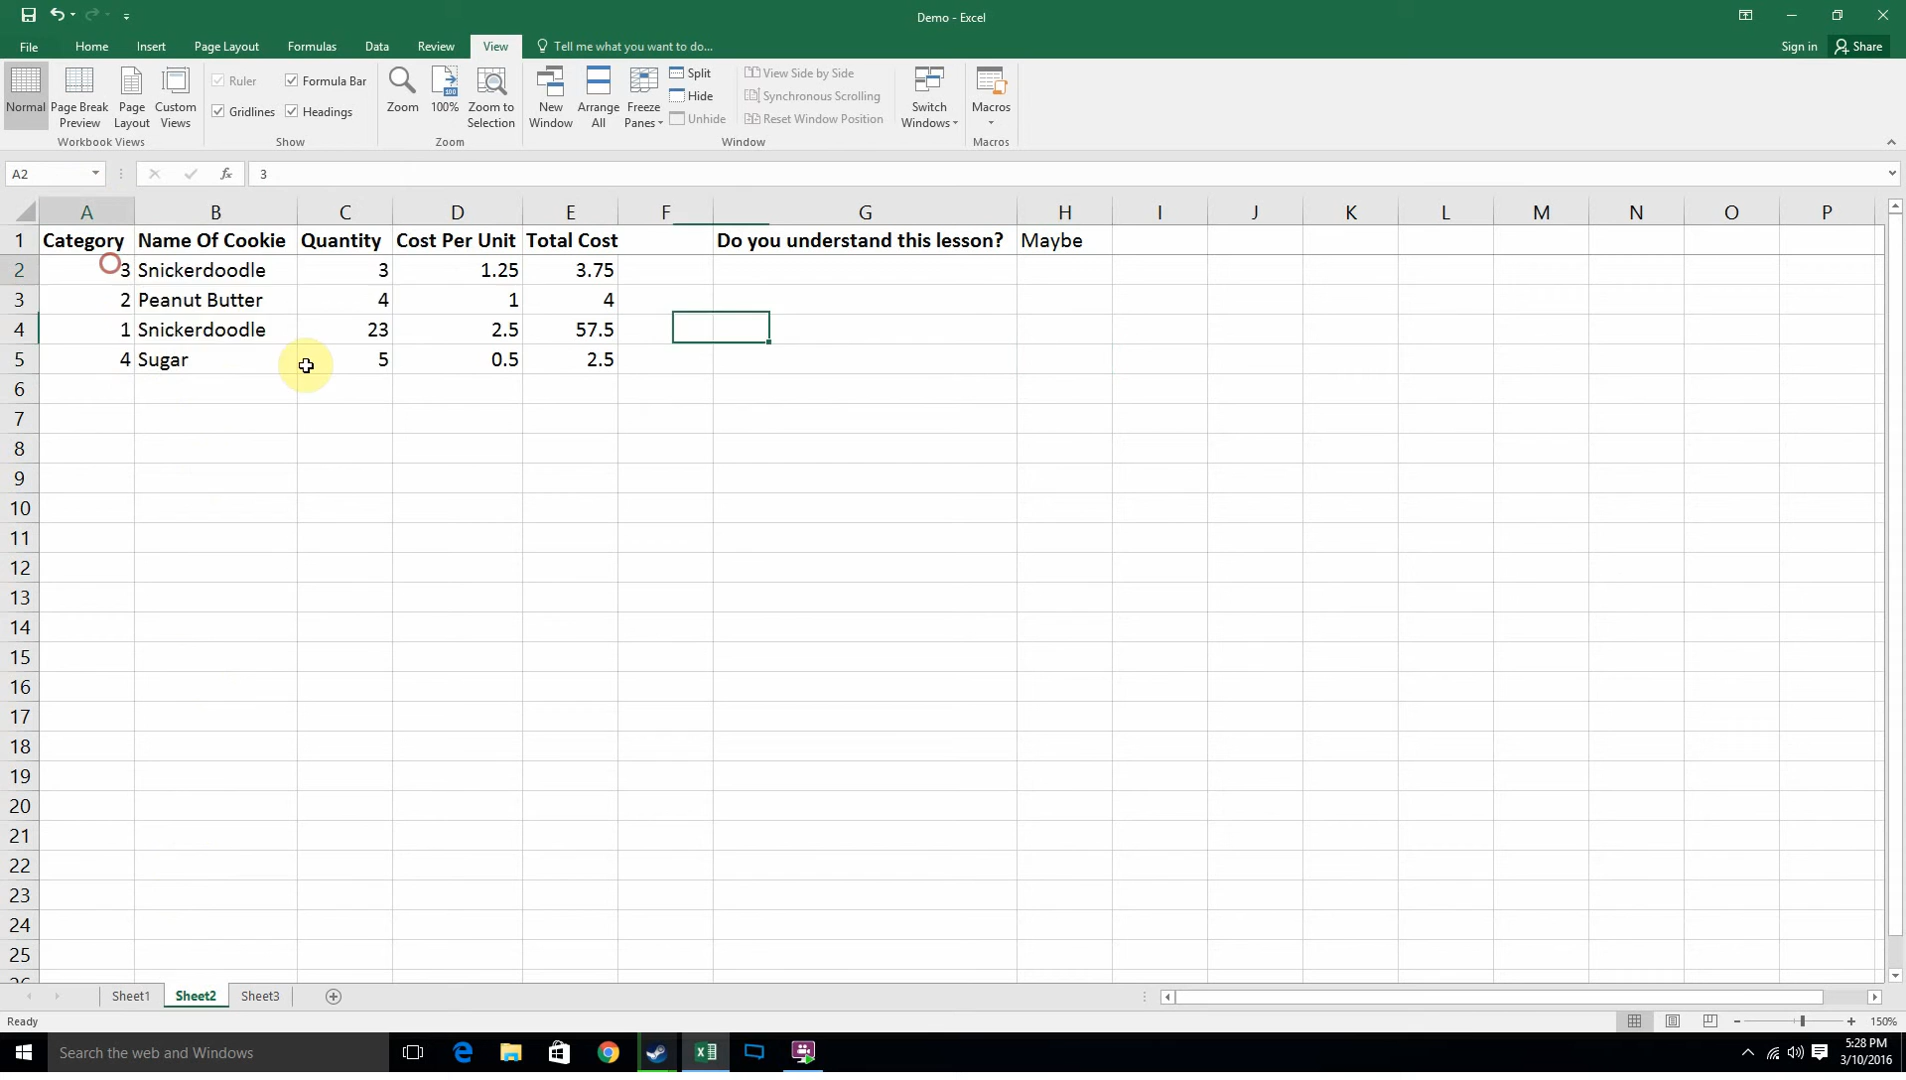 Demo - Excel
File Home Insert Page Layout Formulas Data Review View Tell me what you want to do... Sign in Share
Normal Page Break Preview Page Layout Custom Views
Workbook Views
Ruler Formula Bar
Gridlines Headings
Show
Zoom 100% Zoom to Selection
Zoom
New Window Arrange All Freeze Panes
Split
Hide
Unhide
View Side by Side
Synchronous Scrolling
Reset Window Position
Switch Windows
Window
Macros
Macros
A2 fx 3
A B C D E F G H I J K L M N O P
1 Category Name Of Cookie Quantity Cost Per Unit Total Cost Do you understand this lesson? Maybe
2 3 Snickerdoodle 3 1.25 3.75
3 2 Peanut Butter 4 1 4
4 1 Snickerdoodle 23 2.5 57.5
5 4 Sugar 5 0.5 2.5
6
7
8
9
10
11
12
13
14
15
16
17
18
19
20
21
22
23
24
25
26
Sheet1 Sheet2 Sheet3
Ready 150%
Search the web and Windows
5:28 PM
3/10/2016